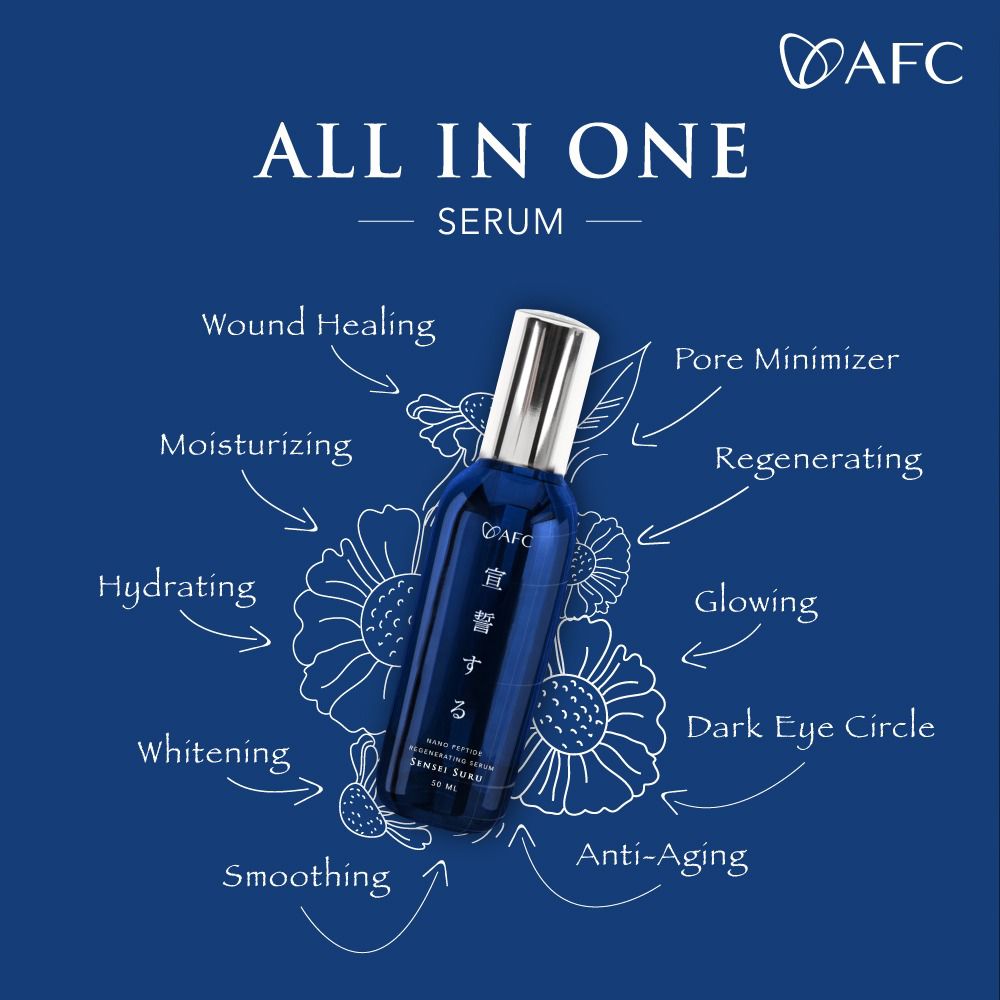 AFC
ALL IN ONE
SERUM
Wound Healing
Pore Minimizer
Moisturizing
Regenerating
Hydrating
Glowing
Whitening
Dark Eye Circle
Smoothing
Anti-Aging
AFC
宣誓する
NANO PEPTIDE
REGENERATING SERUM
SENSEI SURU
50 ML